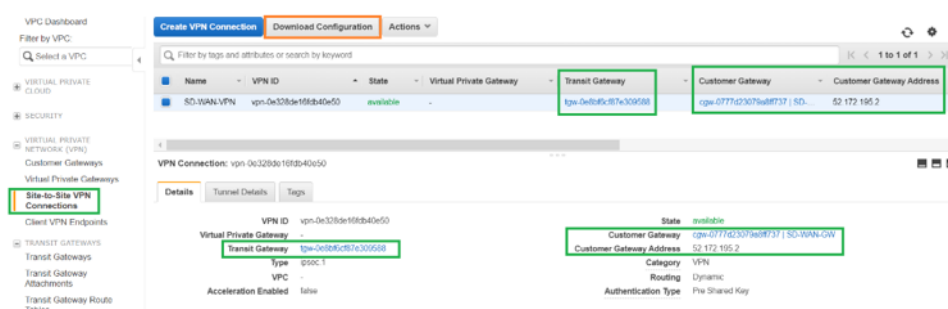 VPC Dashboard
Filter by VPC:
Select a VPC
VIRTUAL PRIVATE
CLOUD
SECURITY
VIRTUAL PRIVATE
NETWORK (VPN)
Customer Gateways
Virtual Private Gateways
Site-to-Site VPN
Connections
Client VPN Endpoints
TRANSIT GATEWAYS
Transit Gateways
Transit Gateway
Attachments
Transit Gateway Route
Create VPN Connection Download Configuration Actions
Filter by tags and attributes or search by keyword
1 to 1 of 1
Name VPN ID State Virtual Private Gateway Transit Gateway Customer Gateway Customer Gateway Address
SD-WAN-VPN vpn-0e328de16fdb40e50 available - tgw-0e8bf6cf87e309588 cgw-0777d23079a8ff737 | SD-... 52.172.195.2
VPN Connection: vpn-0e328de16fdb40e50
Details Tunnel Details Tags
VPN ID vpn-0e328de16fdb40e50 State available
Virtual Private Gateway - Customer Gateway cgw-0777d23079a8ff737 | SD-WAN-GW
Transit Gateway tgw-0e8bf6cf87e309588 Customer Gateway Address 52.172.195.2
Type ipsec.1 Category VPN
VPC - Routing Dynamic
Acceleration Enabled false Authentication Type Pre Shared Key